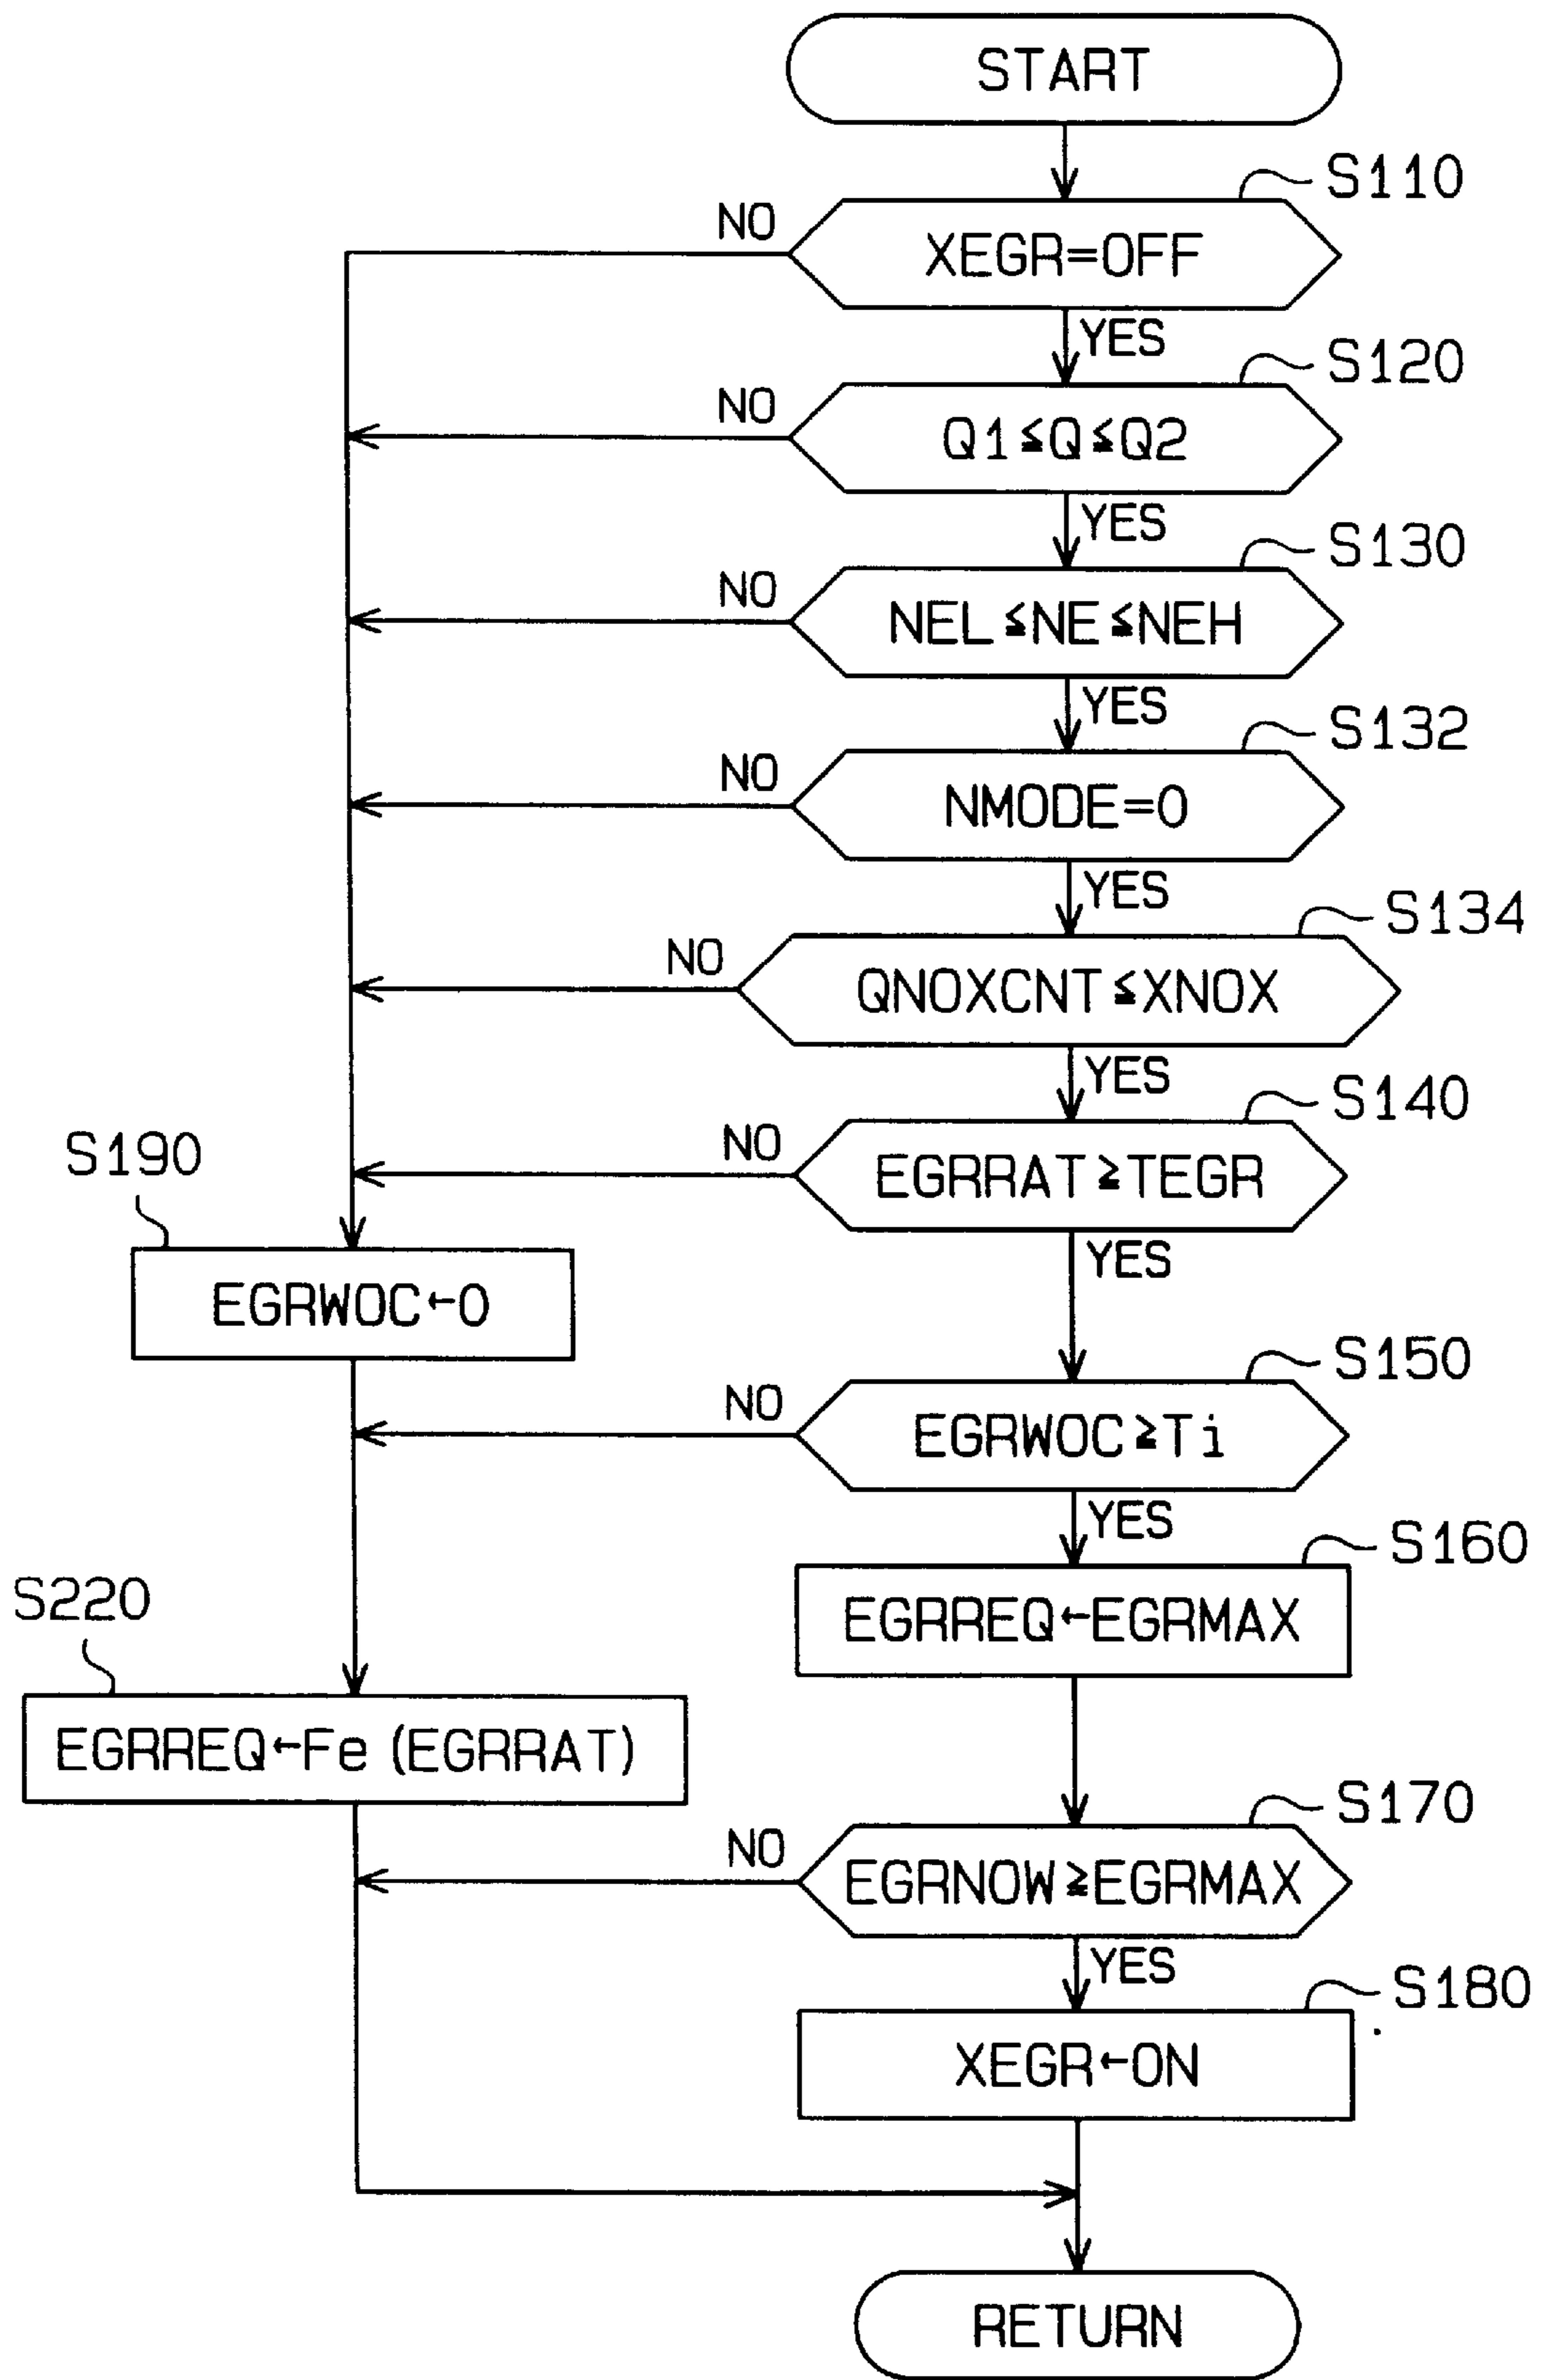 START
S110
NO
XEGR=OFF
YES
S120
NO
Q1≦Q≦Q2
YES
S130
NO
NEL≦NE≦NEH
YES
S132
NO
NMODE=0
YES
S134
NO
QNOXCNT≦XNOX
YES
S140
NO
EGRRAT≧TEGR
YES
S190
EGRWOC←0
S150
NO
EGRWOC≧Ti
YES
S160
EGRREQ←EGRMAX
S220
EGRREQ←Fe (EGRRAT)
S170
NO
EGRNOW≧EGRMAX
YES
S180
XEGR←ON
RETURN